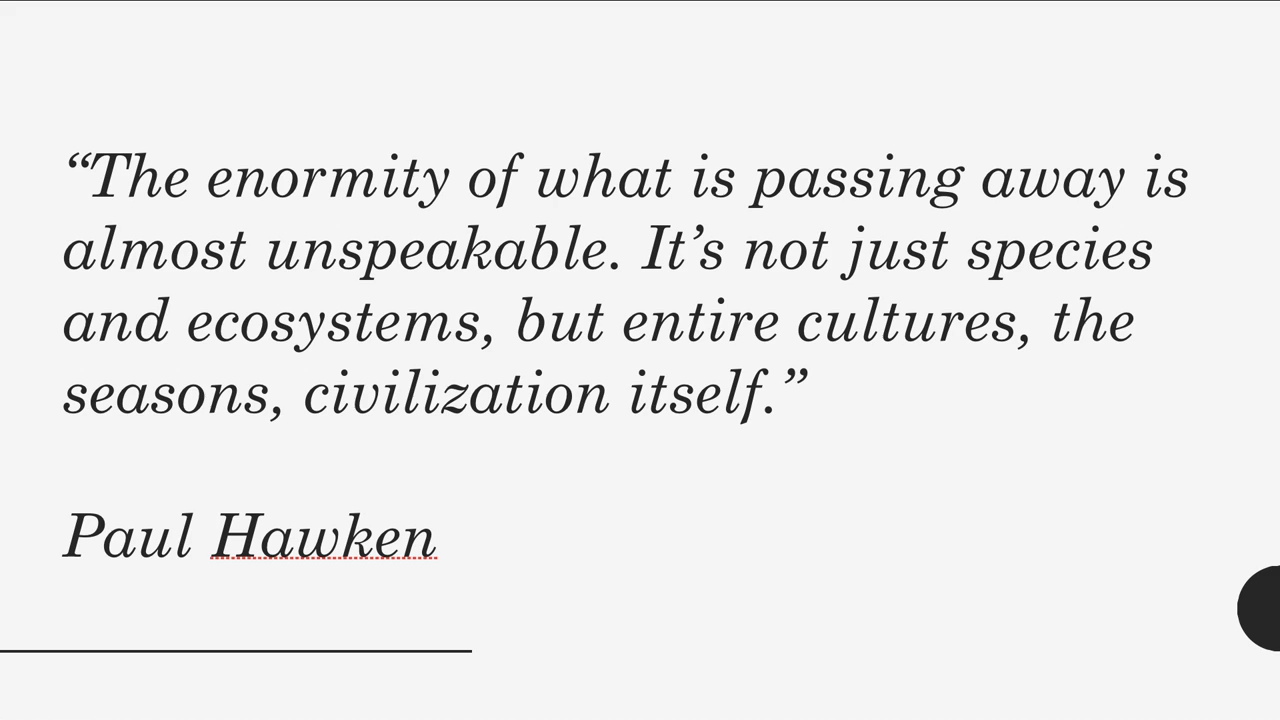 “The enormity of what is passing away is
almost unspeakable. It’s not just species
and ecosystems, but entire cultures, the
seasons, civilization itself.”
Paul Hawken